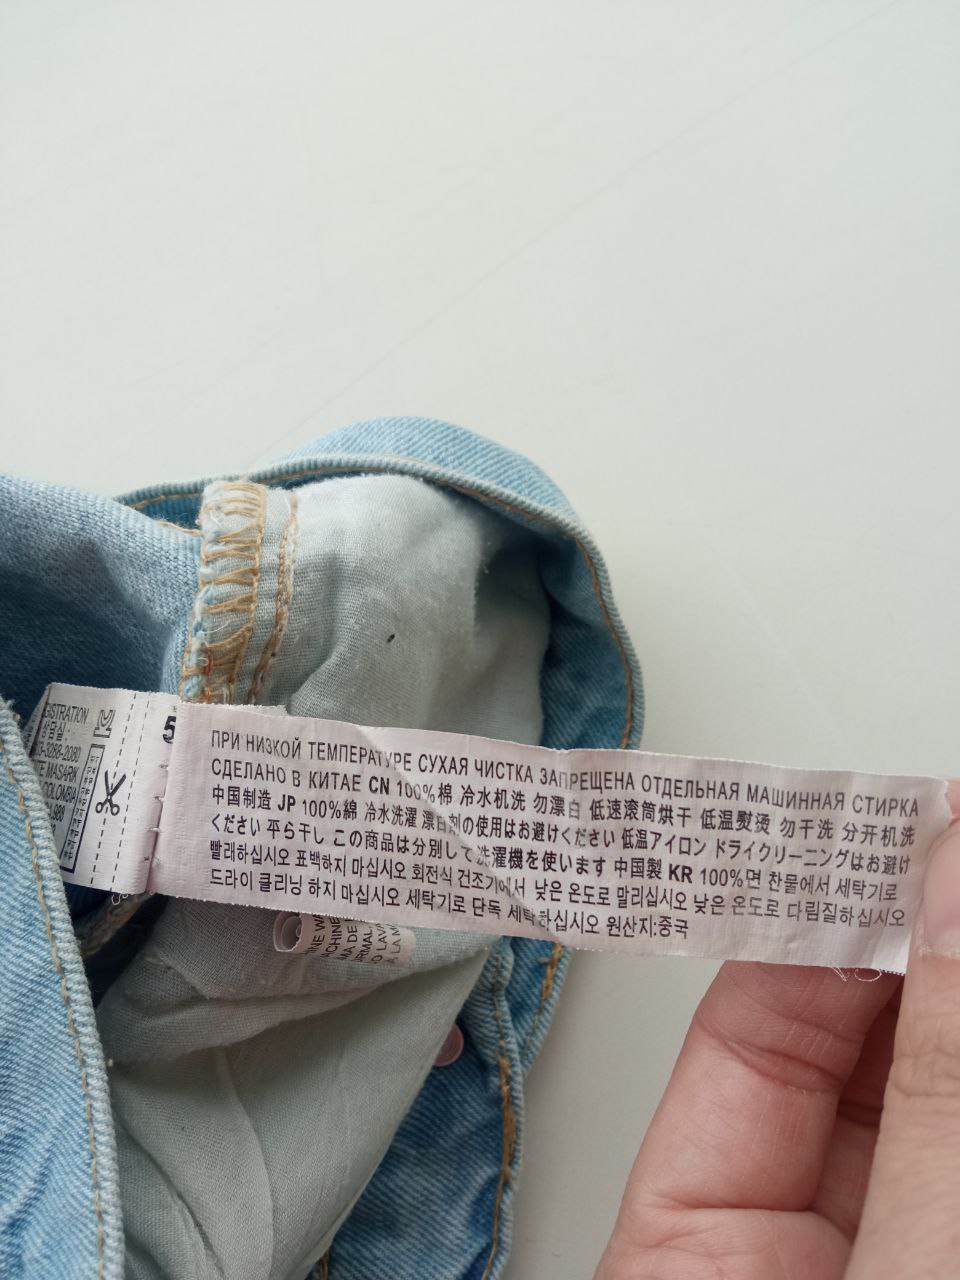 ПРИ НИЗКОЙ ТЕМПЕРАТУРЕ СУХАЯ ЧИСТКА ЗАПРЕЩЕНА ОТДЕЛЬНАЯ МАШИННАЯ СТИРКА
СДЕЛАНО В КИТАЕ CN 100%棉 冷水机洗 勿漂白 低速滚筒烘干 低温熨烫 勿干洗 分开机洗
中国制造 JP 100%綿 冷水洗濯 漂白剤の使用はお避けください 低温アイロン ドライクリーニングはお避け
ください 平ら干し この商品は分別して洗濯機を使います 中国製 KR 100%면 찬물에서 세탁기로
빨래하십시오 표백하지 마십시오 회전식 건조기에서 낮은 온도로 말리십시오 낮은 온도로 다림질하십시오
드라이 클리닝 하지 마십시오 세탁기로 단독 세탁하십시오 원산지:중국
5
GISTRATION
상담실:
3-3288-2080
E MASARK
COLOMBIA